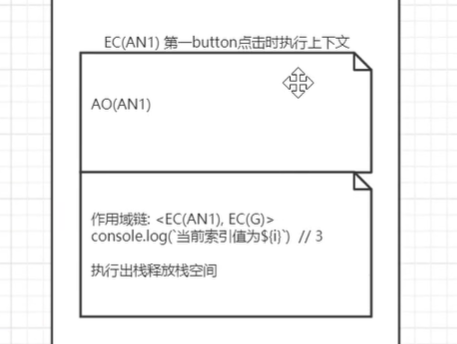 EC(AN1) 第一button点击时执行上下文
AO(AN1)
作用域链: <EC(AN1), EC(G)>
console.log(`当前索引值为${i}`)  // 3
执行出栈释放栈空间